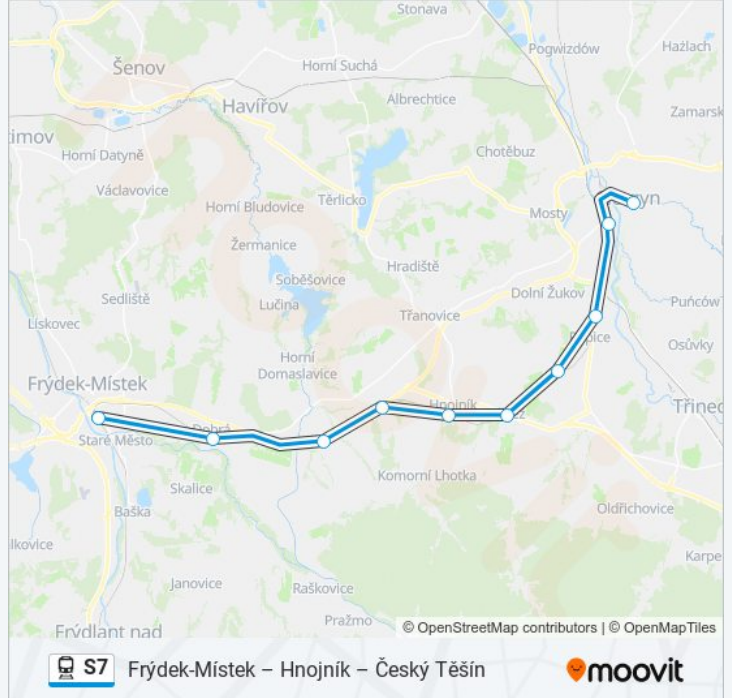 Stonava
Pogwizdów
Hażlach
Šenov
Horní Suchá
Havířov
Albrechtice
Zamarsk
timov
Horní Datyně
Chotěbuz
Václavovice
Těrlicko
Horní Bludovice
yn
Mosty
Žermanice
Hradiště
Soběšovice
Sedliště
Lučina
Dolní Žukov
Puńców
Třanovice
Lískovec
Osůvky
Horní
Domaslavice
Frýdek-Místek
Hnojník
Třinec
Dobrá
Staré Město
Komorní Lhotka
Skalice
Baška
Oldřichovice
lkovice
Karpe
Janovice
Raškovice
Pražmo
Frýdlant nad
© OpenStreetMap contributors | © OpenMapTiles
S7 Frýdek-Místek – Hnojník – Český Těšín
moovit